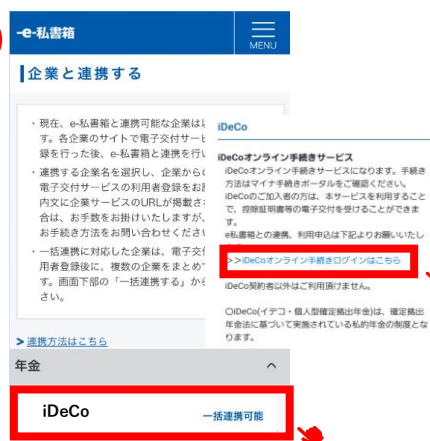 -e-私書箱
MENU
企業と連携する
・現在、e-私書箱と連携可能な企業は
す。各企業のサイトで電子交付サー
録を行った後、e-私書箱と連携を行い
・連携する企業名を選択し、企業から
電子交付サービスの利用者登録をお
内文に企業サービスのURLが掲載さ
合は、お手数をお掛けいたしますが、
お手続き方法をお問い合わせくださ
・一括連携に対応した企業は、電子交
用者登録後に、複数の企業をまとめて
す。画面下部の「一括連携する」から
さい。
> 連携方法はこちら
年金
iDeCo
一括連携可能
iDeCo
iDeCoオンライン手続きサービス
iDeCoオンライン手続きサービスになります。手続き
方法はマイナ手続きポータルをご確認ください。
iDeCoのご加入者の方は、本サービスを利用すること
で、控除証明書等の電子交付を受けることができま
す。
e私書箱との連携、利用申込は下記よりお願いいたし
>>iDeCoオンライン手続きログインはこちら
iDeCo契約者以外はご利用頂けません。
〇iDeCo(イデコ・個人型確定拠出年金)は、確定拠出
年金法に基づいて実施されている私的年金の制度とな
ります。